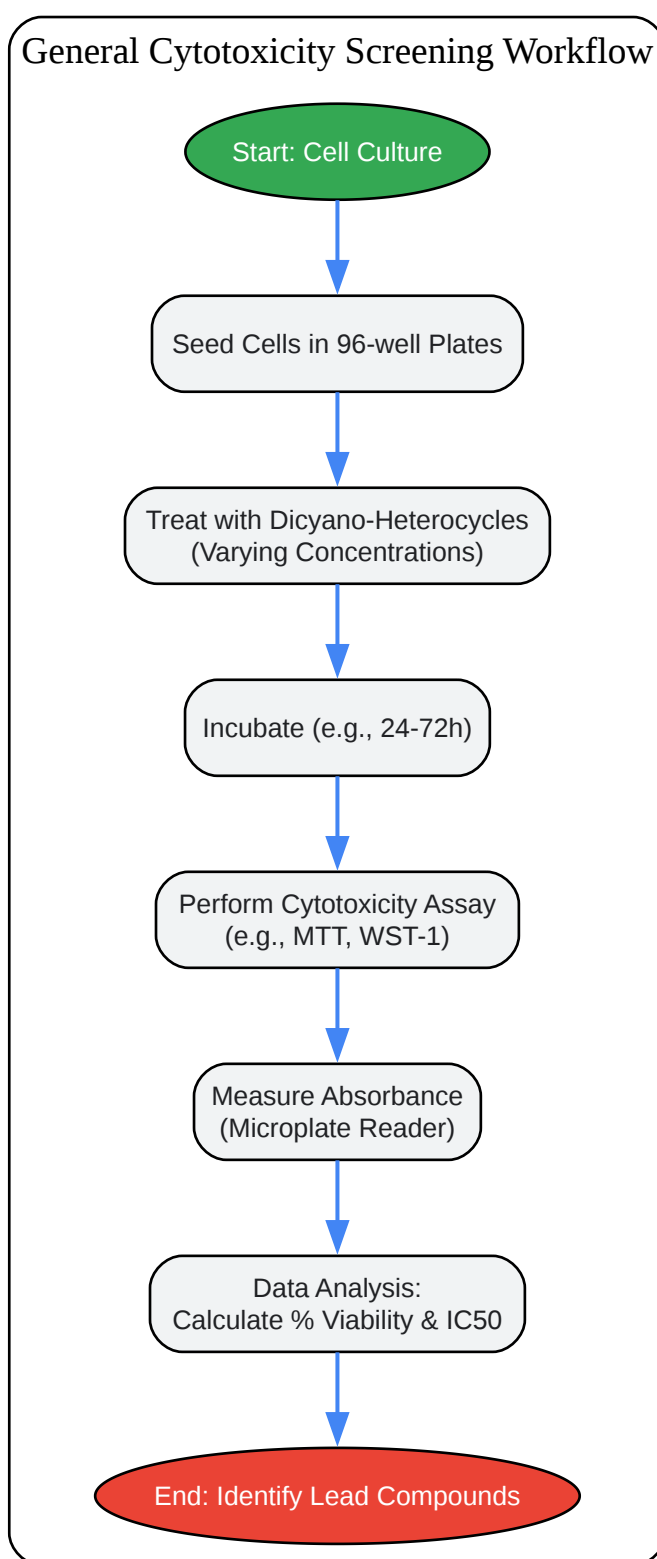 General Cytotoxicity Screening Workflow
Start: Cell Culture
Seed Cells in 96-well Plates
Treat with Dicyano-Heterocycles
(Varying Concentrations)
Incubate (e.g., 24-72h)
Perform Cytotoxicity Assay
(e.g., MTT, WST-1)
Measure Absorbance
(Microplate Reader)
Data Analysis:
Calculate % Viability & IC50
End: Identify Lead Compounds